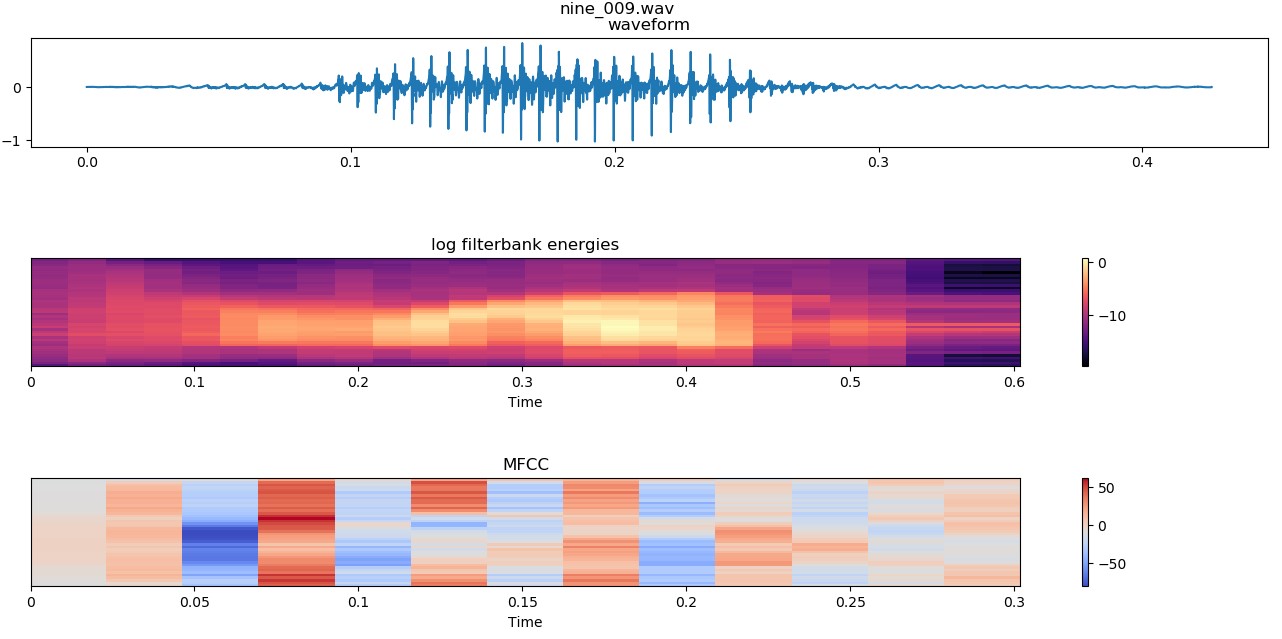 nine_009.wav
waveform
0
−1
0.0 0.1 0.2 0.3 0.4
log filterbank energies
0
−10
0 0.1 0.2 0.3 0.4 0.5 0.6
Time
MFCC
50
0
−50
0 0.05 0.1 0.15 0.2 0.25 0.3
Time